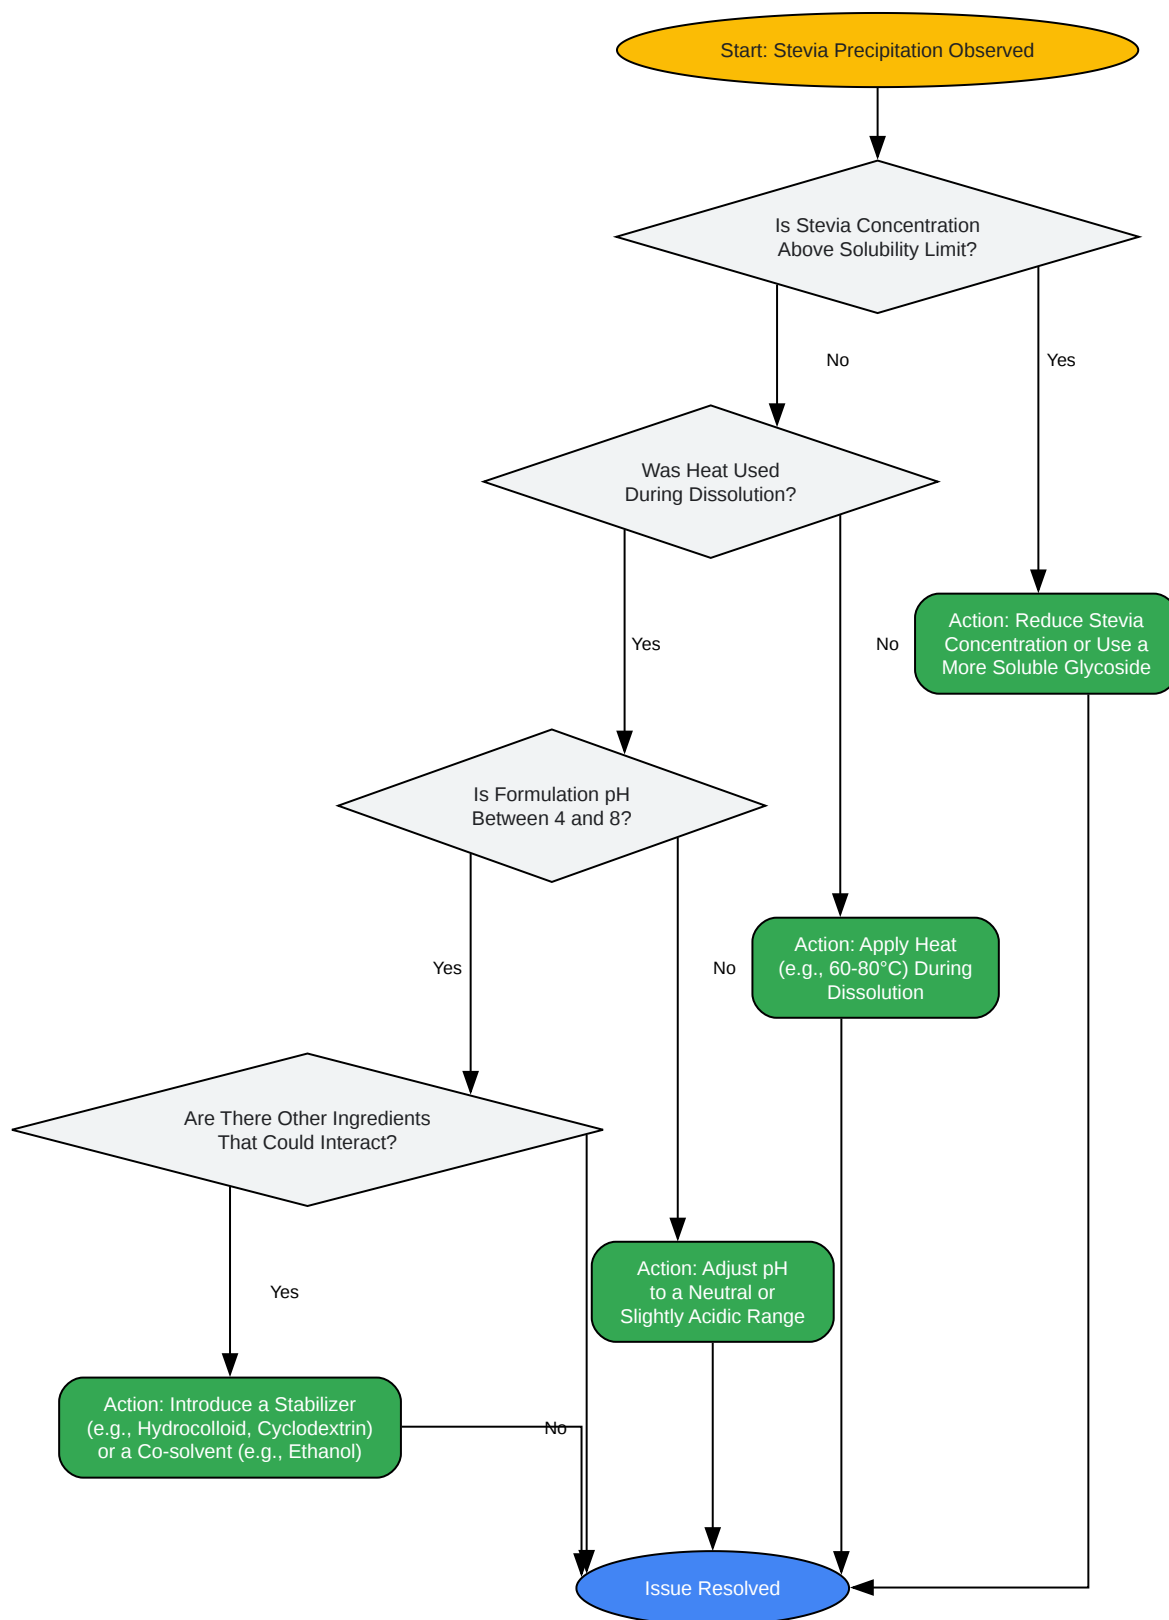 Start: Stevia Precipitation Observed
Is Stevia Concentration
Above Solubility Limit?
No
Yes
Was Heat Used
During Dissolution?
Action: Reduce Stevia
Concentration or Use a
More Soluble Glycoside
Yes
No
Is Formulation pH
Between 4 and 8?
Action: Apply Heat
(e.g., 60-80°C) During
Dissolution
Yes
No
Are There Other Ingredients
That Could Interact?
Action: Adjust pH
to a Neutral or
Slightly Acidic Range
Yes
Action: Introduce a Stabilizer
(e.g., Hydrocolloid, Cyclodextrin)
or a Co-solvent (e.g., Ethanol)
No
Issue Resolved